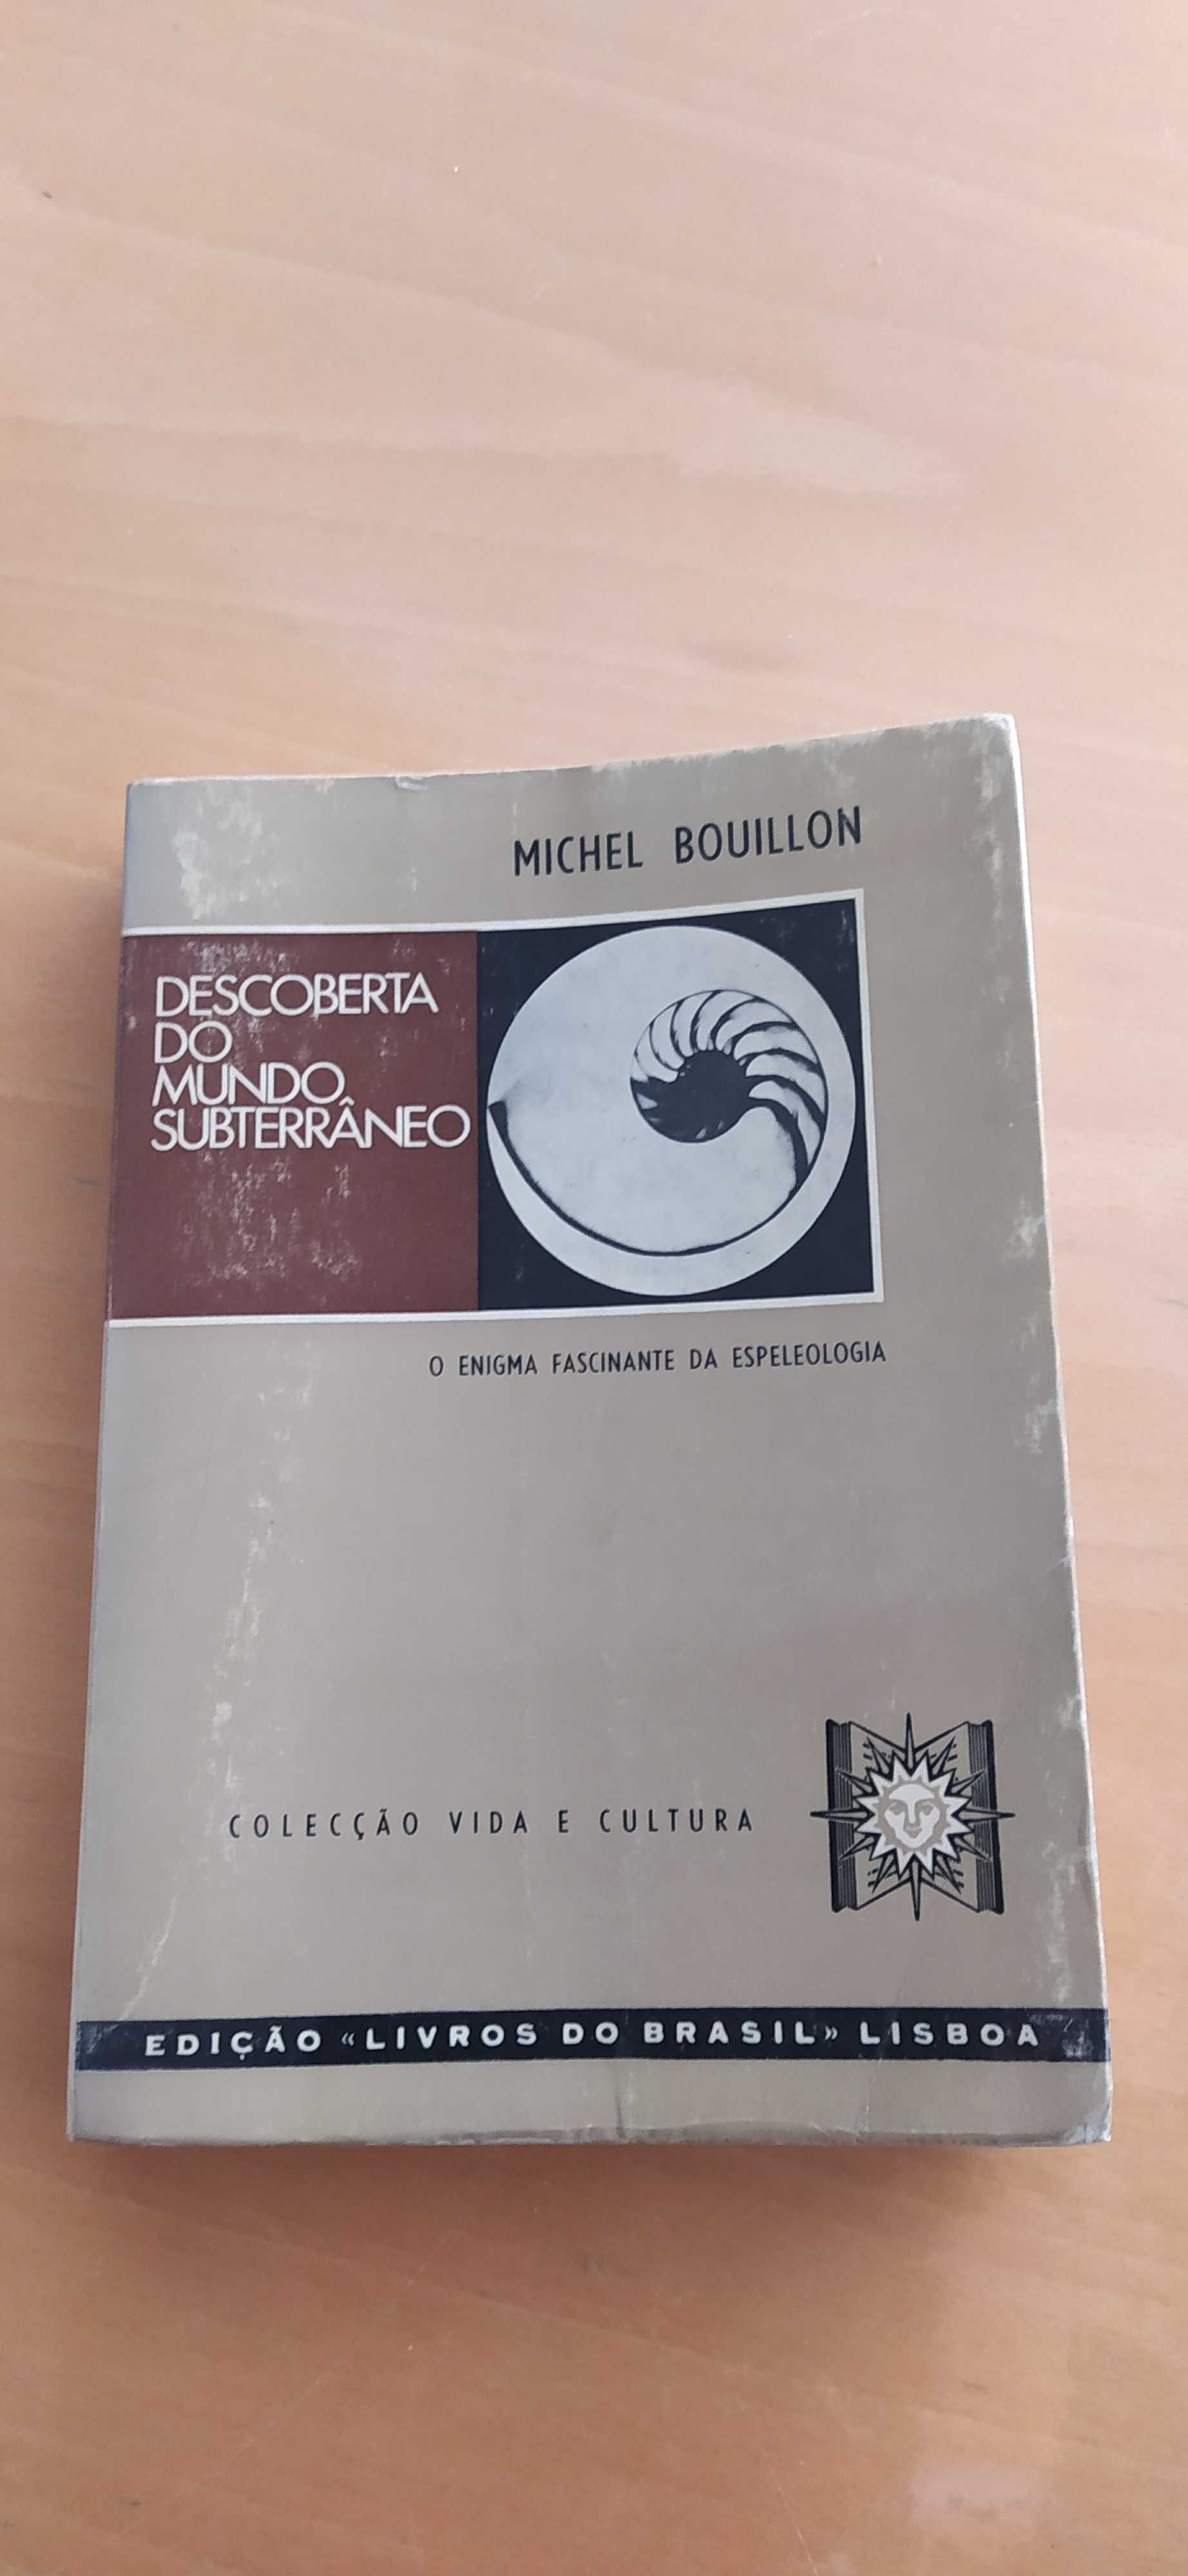 MICHEL BOUILLON
DESCOBERTA
DO
MUNDO
SUBTERRÂNEO
O ENIGMA FASCINANTE DA ESPELEOLOGIA
COLECÇÃO VIDA E CULTURA
EDIÇÃO «LIVROS DO BRASIL» LISBOA